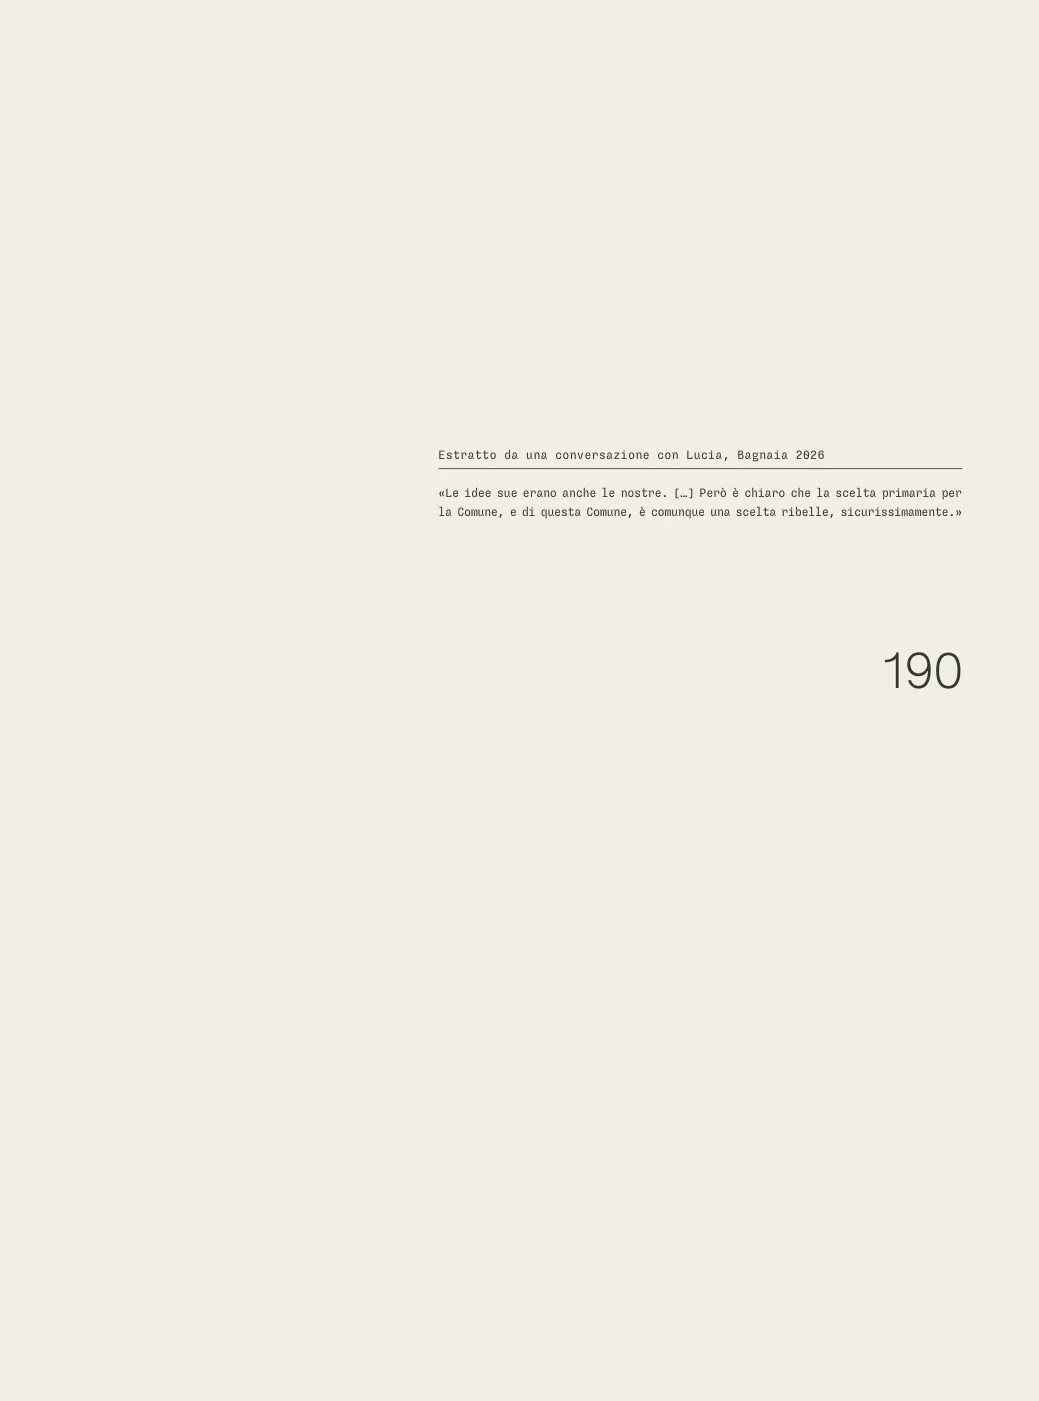 Estratto da una conversazione con Lucia, Bagnaia 2026
«Le idee sue erano anche le nostre. […] Però è chiaro che la scelta primaria per
la Comune, e di questa Comune, è comunque una scelta ribelle, sicurissimamente.»
190